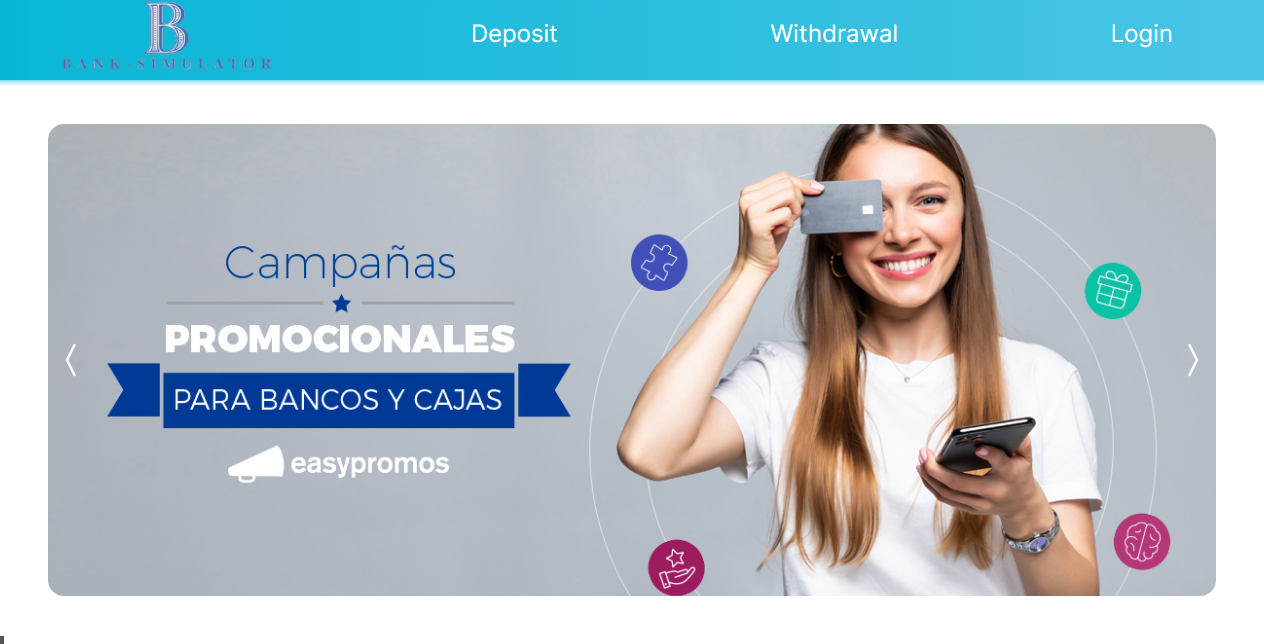 B
BANK-SIMULATOR
Deposit
Withdrawal
Login
Campañas
PROMOCIONALES
PARA BANCOS Y CAJAS
easypromos